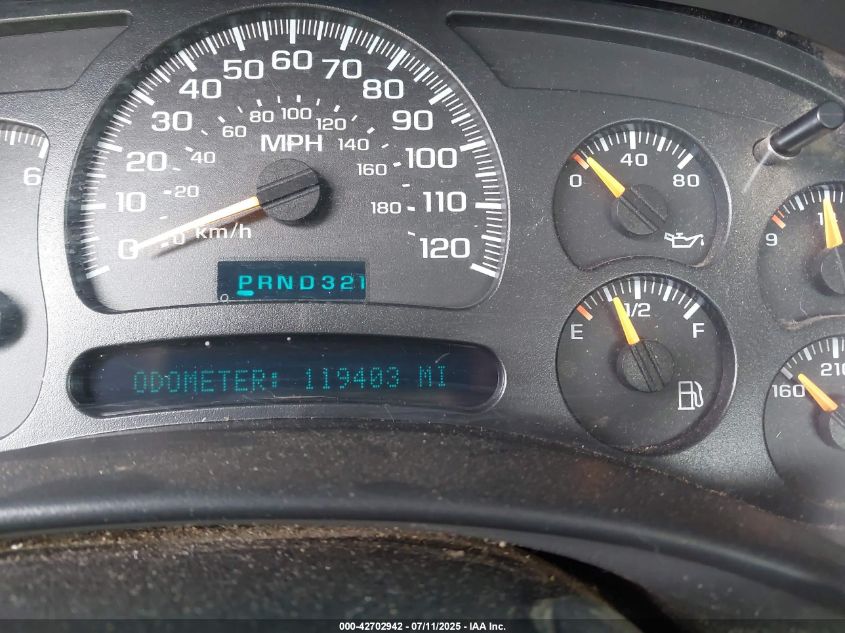 10 20 30 40 50 60 70 80 90 100 110 120
0
20 40 60 80 100 120 140 160 180
0
MPH
km/h
PRND321
ODOMETER: 119403 MI
6
0 40 80
E 1/2 F
9
160 210
000-42702942 - 07/11/2025 - IAA Inc.